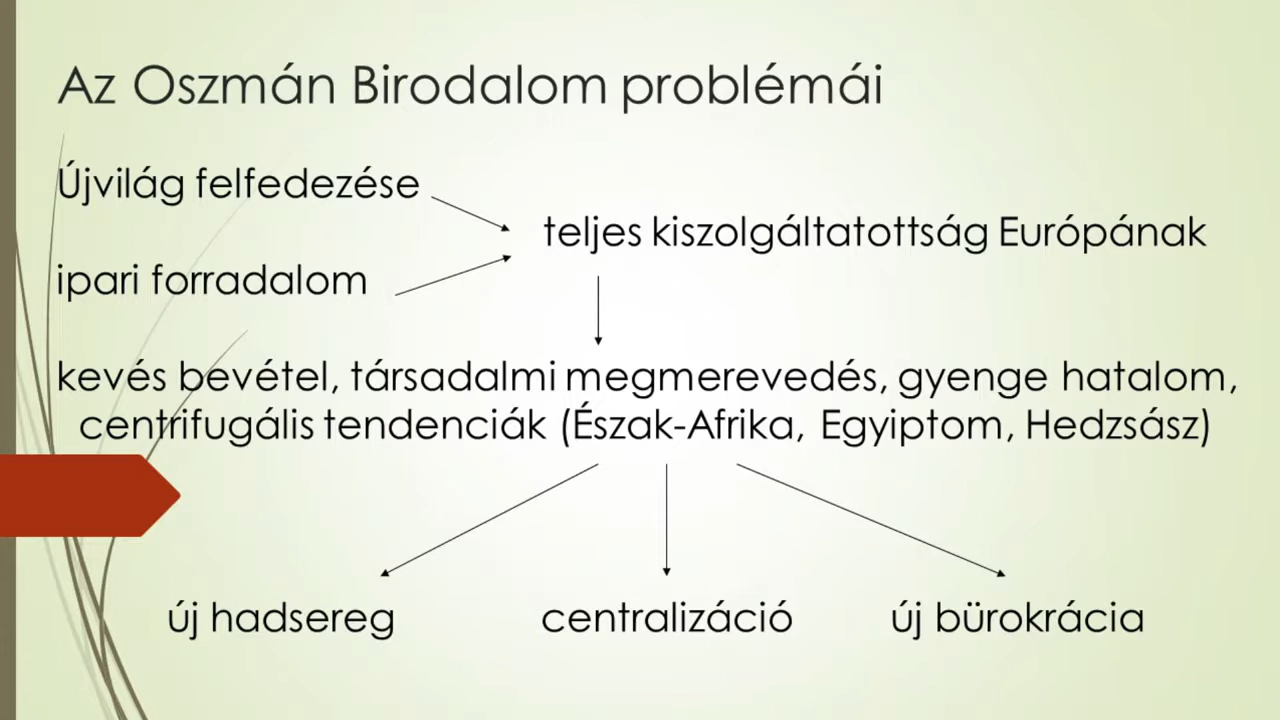 Az Oszmán Birodalom problémái
Újvilág felfedezése
teljes kiszolgáltatottság Európának
ipari forradalom
kevés bevétel, társadalmi megmerevedés, gyenge hatalom,
centrifugális tendenciák (Észak-Afrika, Egyiptom, Hedzsász)
új hadsereg centralizáció új bürokrácia